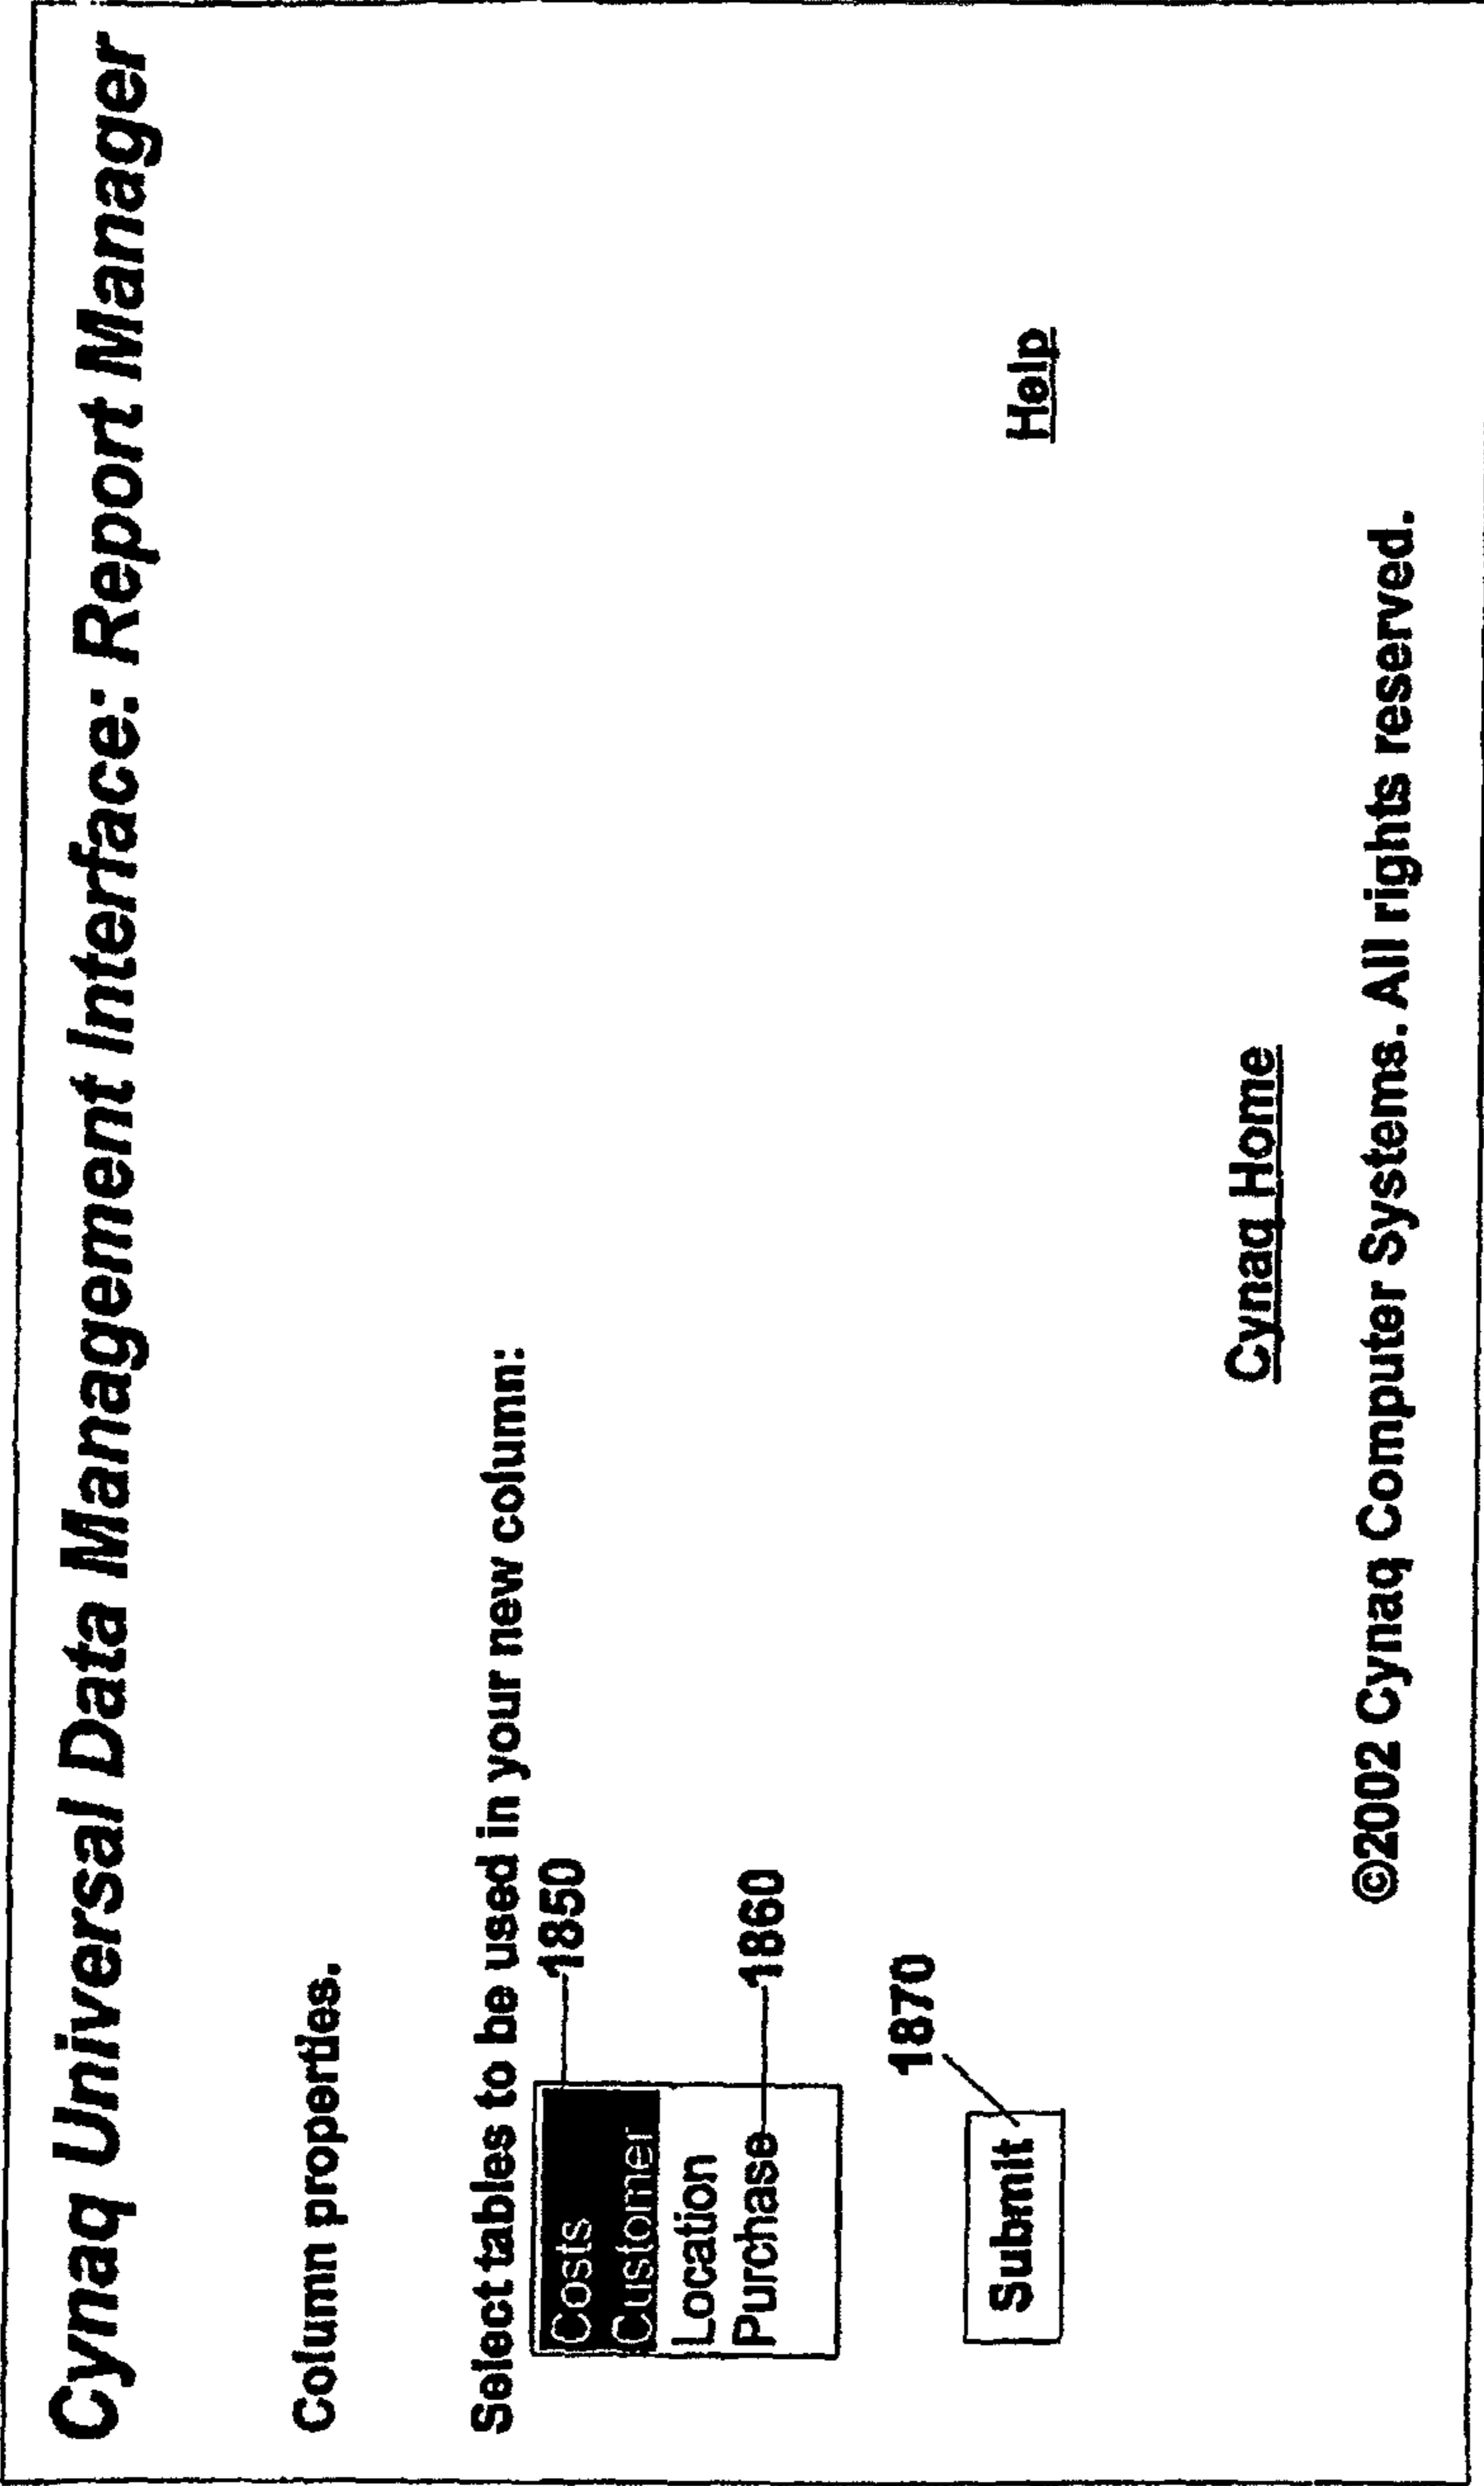 Cynaq Universal Data Management Interface: Report Manager
Column properties.
Select tables to be used in your new column:
Costs 1850
Customer
Location
Purchase 1860
1870
Submit
Help
Cynaq Home
©2002 Cynaq Computer Systems. All rights reserved.